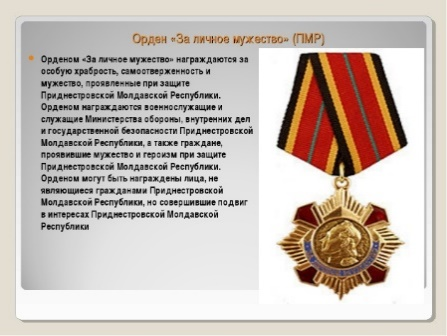 Орден «За личное мужество» (ПМР)
Орденом «За личное мужество» награждаются за
особую храбрость, самоотверженность и
мужество, проявленные при защите
Приднестровской Молдавской Республики.
Орденом награждаются военнослужащие и
служащие Министерства обороны, внутренних дел
и государственной безопасности Приднестровской
Молдавской Республики, а также граждане,
проявившие мужество и героизм при защите
Приднестровской Молдавской Республики.
Орденом могут быть награждены лица, не
являющиеся гражданами Приднестровской
Молдавской Республики, но совершившие подвиг
в интересах Приднестровской Молдавской
Республики